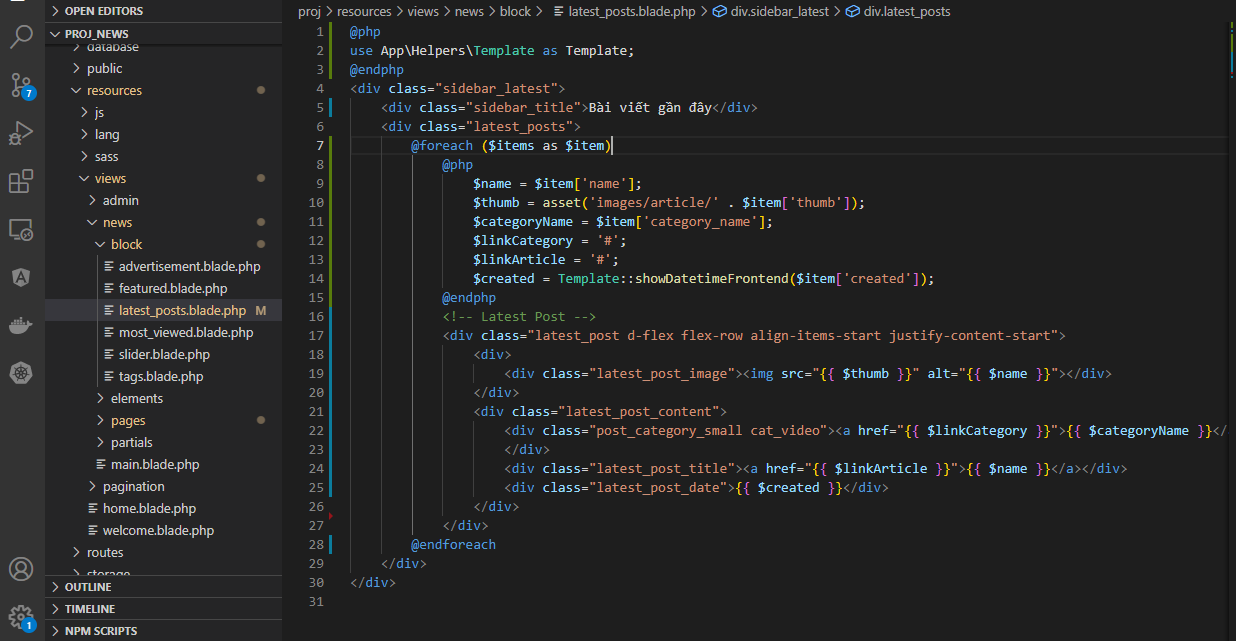 OPEN EDITORS
PROJ_NEWS
database
public
resources
js
lang
sass
views
admin
news
block
advertisement.blade.php
featured.blade.php
latest_posts.blade.php M
most_viewed.blade.php
slider.blade.php
tags.blade.php
elements
pages
partials
main.blade.php
pagination
home.blade.php
welcome.blade.php
routes
storage
OUTLINE
TIMELINE
NPM SCRIPTS
7
1
proj > resources > views > news > block > latest_posts.blade.php > div.sidebar_latest > div.latest_posts
1 @php
2 use App\Helpers\Template as Template;
3 @endphp
4 <div class="sidebar_latest">
5 <div class="sidebar_title">Bài viết gần đây</div>
6 <div class="latest_posts">
7 @foreach ($items as $item)
8 @php
9 $name = $item['name'];
10 $thumb = asset('images/article/' . $item['thumb']);
11 $categoryName = $item['category_name'];
12 $linkCategory = '#';
13 $linkArticle = '#';
14 $created = Template::showDatetimeFrontend($item['created']);
15 @endphp
16 <!-- Latest Post -->
17 <div class="latest_post d-flex flex-row align-items-start justify-content-start">
18 <div>
19 <div class="latest_post_image"><img src="{{ $thumb }}" alt="{{ $name }}"></div>
20 </div>
21 <div class="latest_post_content">
22 <div class="post_category_small cat_video"><a href="{{ $linkCategory }}">{{ $categoryName }}</
23 </div>
24 <div class="latest_post_title"><a href="{{ $linkArticle }}">{{ $name }}</a></div>
25 <div class="latest_post_date">{{ $created }}</div>
26 </div>
27 </div>
28 @endforeach
29 </div>
30 </div>
31